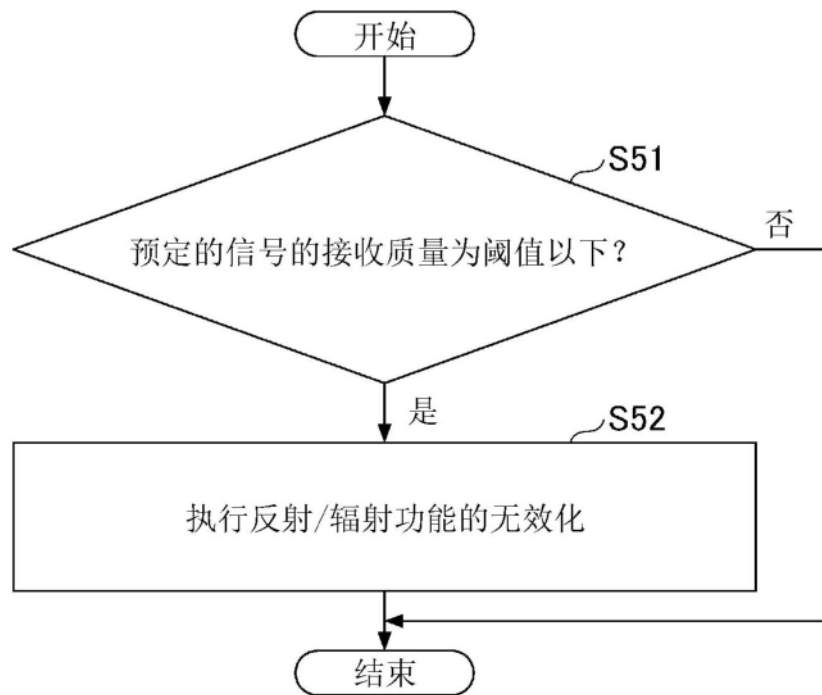 开始
S51
预定的信号的接收质量为阈值以下？
否
是
S52
执行反射/辐射功能的无效化
结束